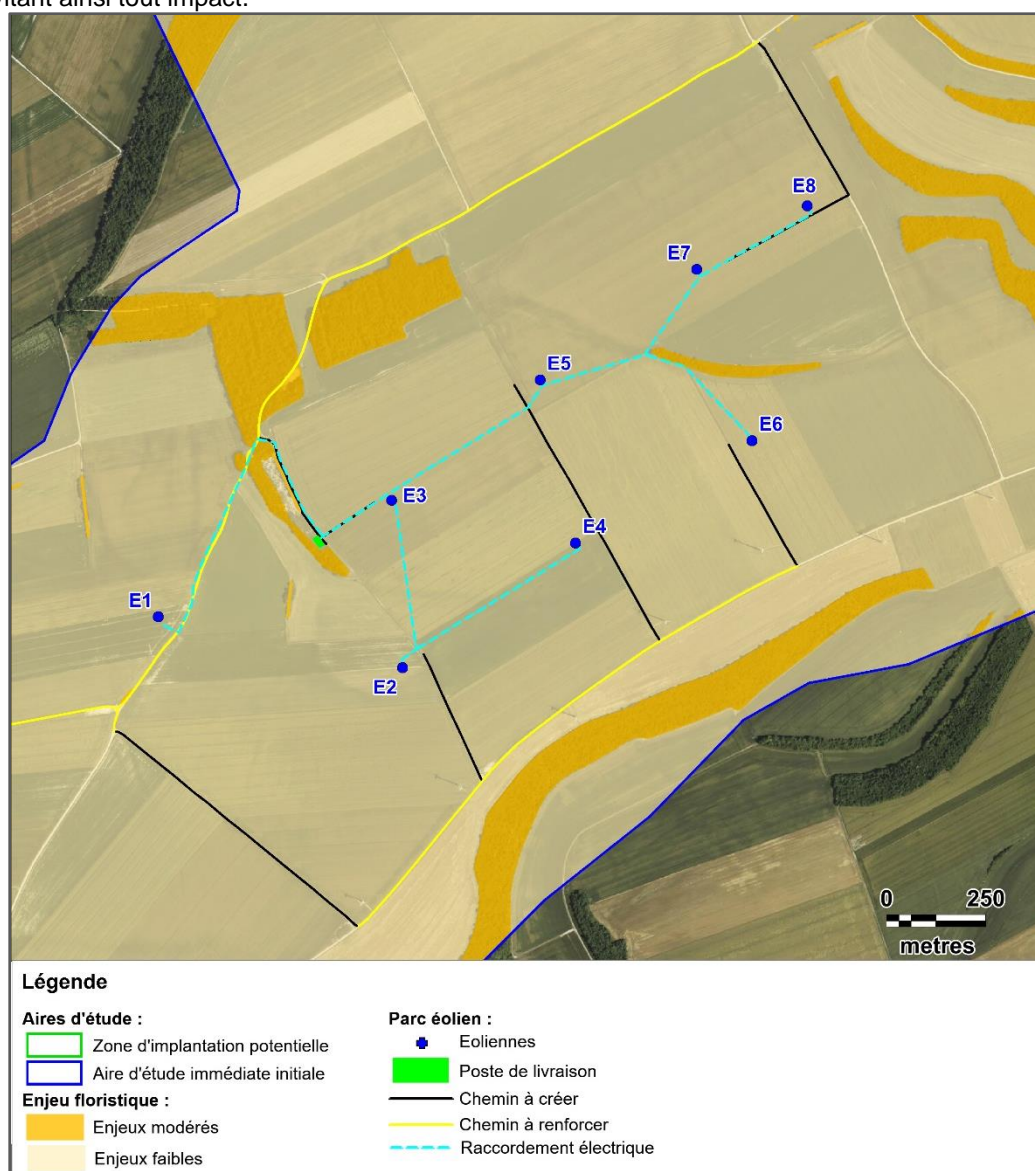 itant ainsi tout impact.
E8
E7
E5
E6
E3
E4
E1
E2
0 250
metres
Légende
Aires d'étude :
Zone d'implantation potentielle
Aire d'étude immédiate initiale
Enjeu floristique :
Enjeux modérés
Enjeux faibles
Parc éolien :
Eoliennes
Poste de livraison
Chemin à créer
Chemin à renforcer
Raccordement électrique